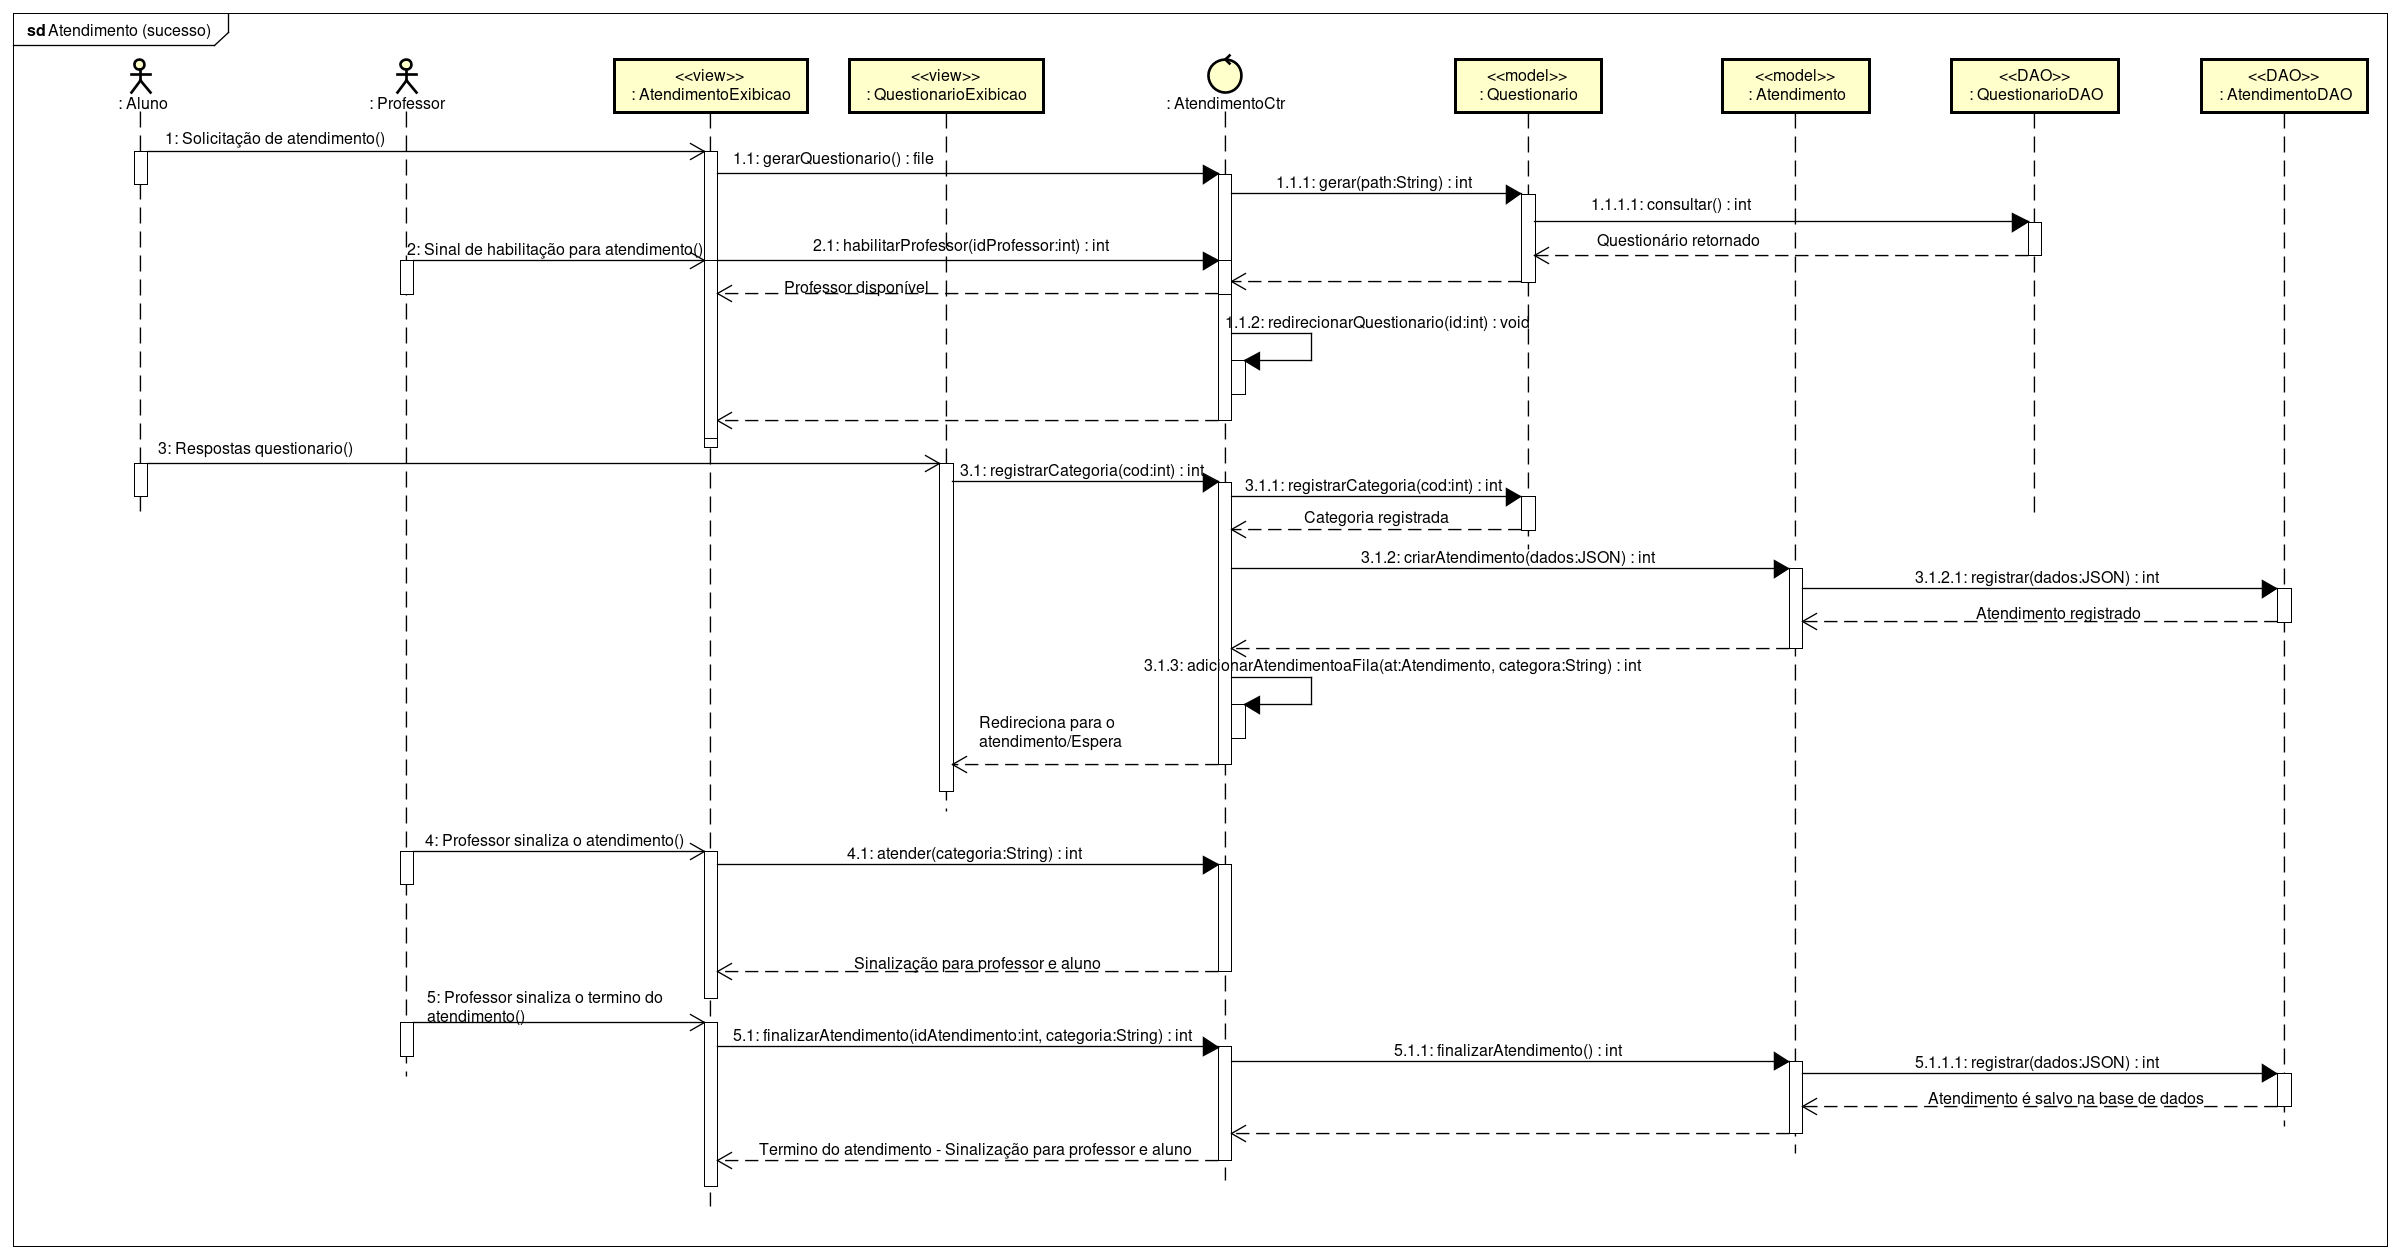 sd Atendimento (sucesso)
: Aluno
: Professor
<<view>>
: AtendimentoExibicao
<<view>>
: QuestionarioExibicao
: AtendimentoCtr
<<model>>
: Questionario
<<model>>
: Atendimento
<<DAO>>
: QuestionarioDAO
<<DAO>>
: AtendimentoDAO
1: Solicitação de atendimento()
1.1: gerarQuestionario() : file
1.1.1: gerar(path:String) : int
1.1.1.1: consultar() : int
Questionário retornado
2: Sinal de habilitação para atendimento()
2.1: habilitarProfessor(idProfessor:int) : int
Professor disponível
1.1.2: redirecionarQuestionario(id:int) : void
3: Respostas questionario()
3.1: registrarCategoria(cod:int) : int
3.1.1: registrarCategoria(cod:int) : int
Categoria registrada
3.1.2: criarAtendimento(dados:JSON) : int
3.1.2.1: registrar(dados:JSON) : int
Atendimento registrado
3.1.3: adicionarAtendimentoaFila(at:Atendimento, categora:String) : int
Redireciona para o
atendimento/Espera
4: Professor sinaliza o atendimento()
4.1: atender(categoria:String) : int
Sinalização para professor e aluno
5: Professor sinaliza o termino do
atendimento()
5.1: finalizarAtendimento(idAtendimento:int, categoria:String) : int
5.1.1: finalizarAtendimento() : int
5.1.1.1: registrar(dados:JSON) : int
Atendimento é salvo na base de dados
Termino do atendimento - Sinalização para professor e aluno